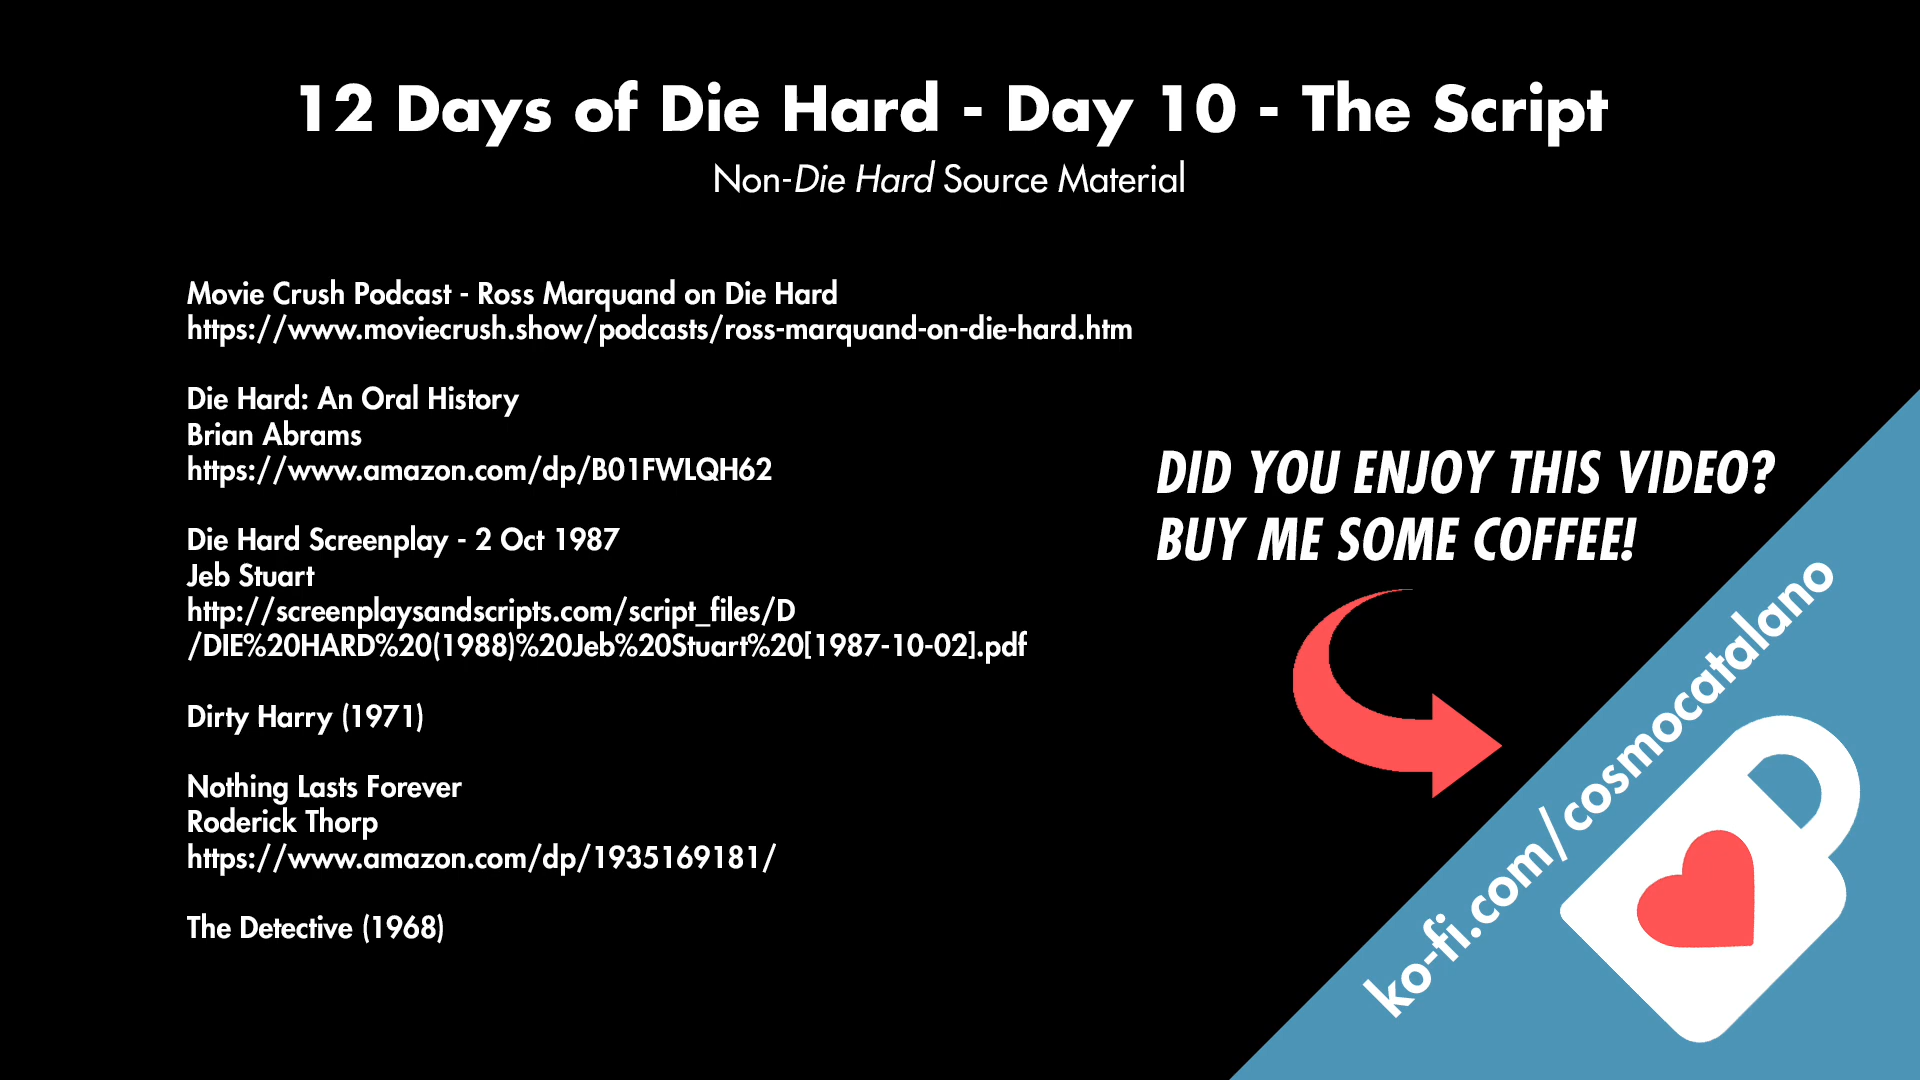 12 Days of Die Hard - Day 10 - The Script
Non-Die Hard Source Material
Movie Crush Podcast - Ross Marquand on Die Hard
https://www.moviecrush.show/podcasts/ross-marquand-on-die-hard.htm
Die Hard: An Oral History
Brian Abrams
https://www.amazon.com/dp/B01FWLQH62
Die Hard Screenplay - 2 Oct 1987
Jeb Stuart
http://screenplaysandscripts.com/script_files/D
/DIE%20HARD%20(1988)%20Jeb%20Stuart%20[1987-10-02].pdf
Dirty Harry (1971)
Nothing Lasts Forever
Roderick Thorp
https://www.amazon.com/dp/1935169181/
The Detective (1968)
DID YOU ENJOY THIS VIDEO?
BUY ME SOME COFFEE!
ko-fi.com/cosmocatalano